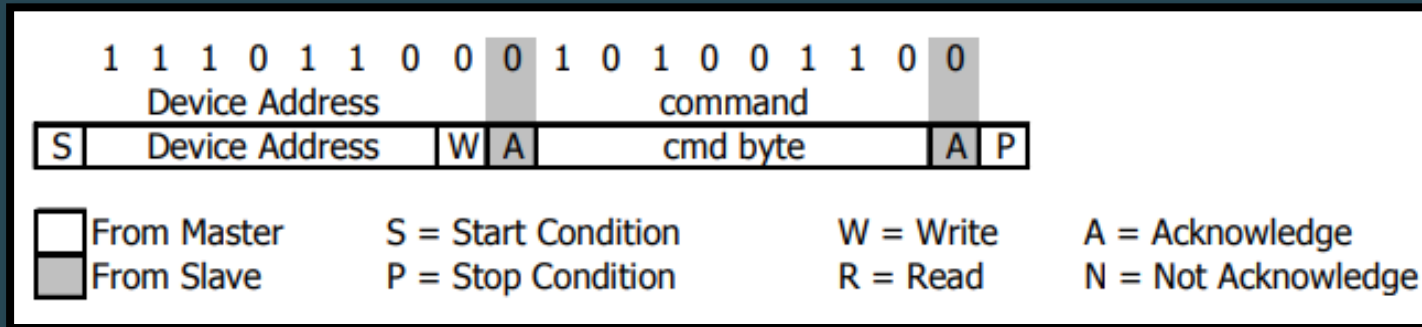 1 1 1 0 1 1 0 0 0 1 0 1 0 0 1 1 0 0
Device Address command
S Device Address W A cmd byte A P
From Master S = Start Condition W = Write A = Acknowledge
From Slave P = Stop Condition R = Read N = Not Acknowledge